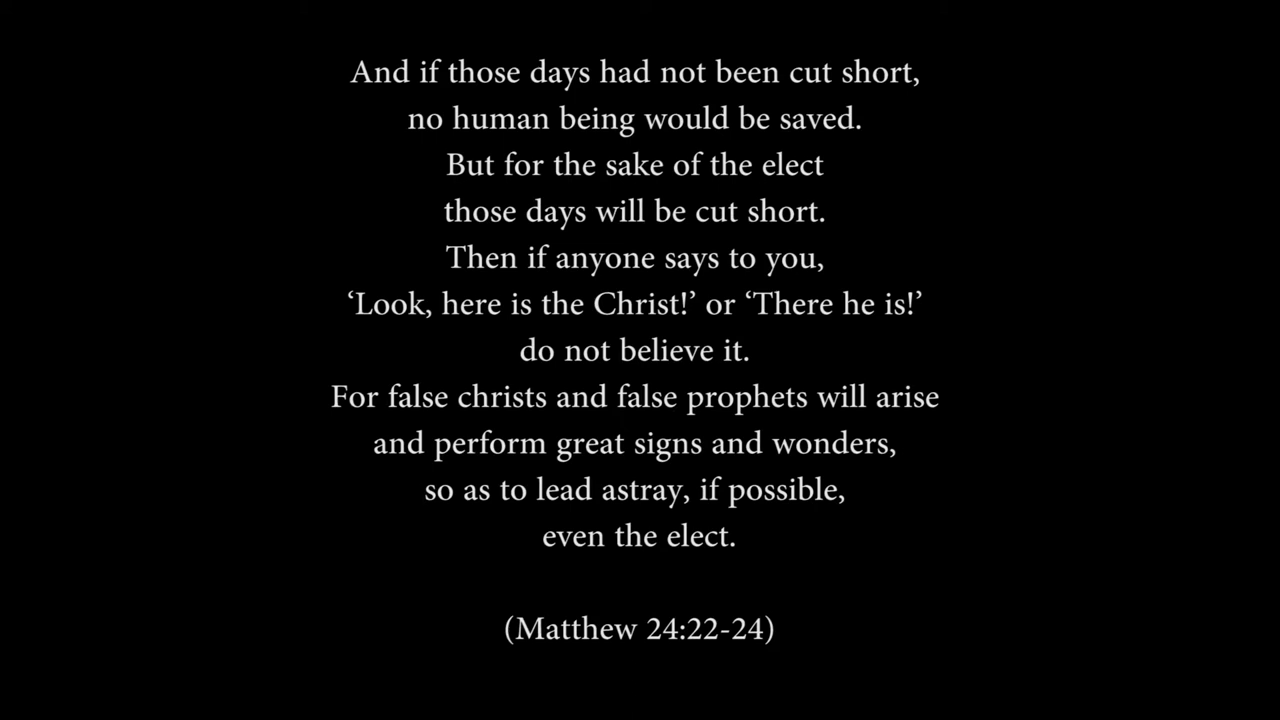 And if those days had not been cut short,
no human being would be saved.
But for the sake of the elect
those days will be cut short.
Then if anyone says to you,
‘Look, here is the Christ!’ or ‘There he is!’
do not believe it.
For false christs and false prophets will arise
and perform great signs and wonders,
so as to lead astray, if possible,
even the elect.
(Matthew 24:22-24)